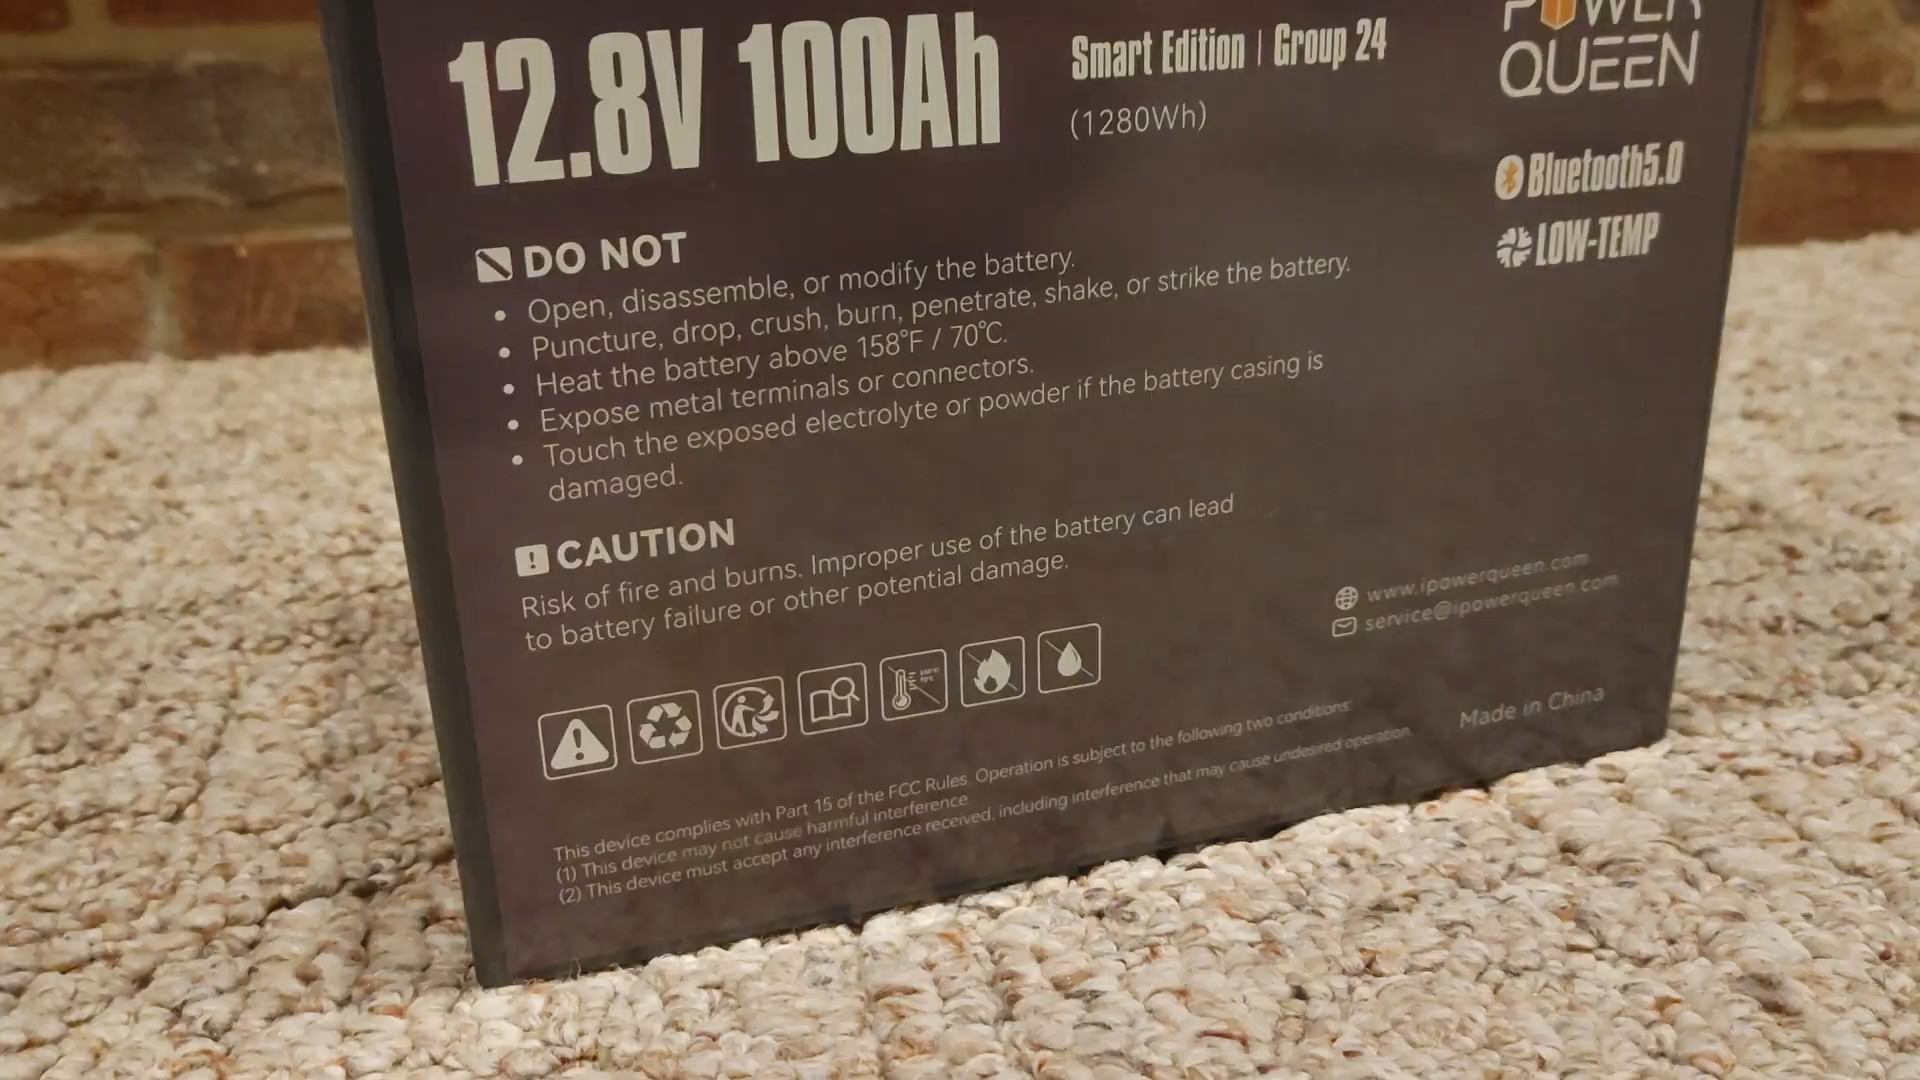 12.8V 100Ah
Smart Edition | Group 24
(1280Wh)
POWER
QUEEN
Bluetooth5.0
LOW-TEMP
DO NOT
• Open, disassemble, or modify the battery.
• Puncture, drop, crush, burn, penetrate, shake, or strike the battery.
• Heat the battery above 158°F / 70°C.
• Expose metal terminals or connectors.
• Touch the exposed electrolyte or powder if the battery casing is
damaged.
CAUTION
Risk of fire and burns. Improper use of the battery can lead
to battery failure or other potential damage.
www.ipowerqueen.com
service@ipowerqueen.com
Made in China
This device complies with Part 15 of the FCC Rules. Operation is subject to the following two conditions:
(1) This device may not cause harmful interference
(2) This device must accept any interference received, including interference that may cause undesired operation.